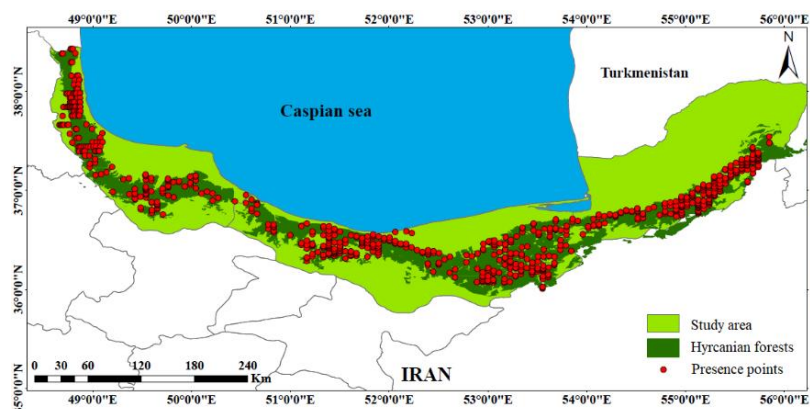 49°0'0"E 50°0'0"E 51°0'0"E 52°0'0"E 53°0'0"E 54°0'0"E 55°0'0"E 56°0'0"E
N
38°0'0"N
Turkmenistan
Caspian sea
37°0'0"N
36°0'0"N
Study area
Hyrcanian forests
Presence points
0 30 60 120 180 240
Km
IRAN
35°0'0"N
49°0'0"E 50°0'0"E 51°0'0"E 52°0'0"E 53°0'0"E 54°0'0"E 55°0'0"E 56°0'0"E